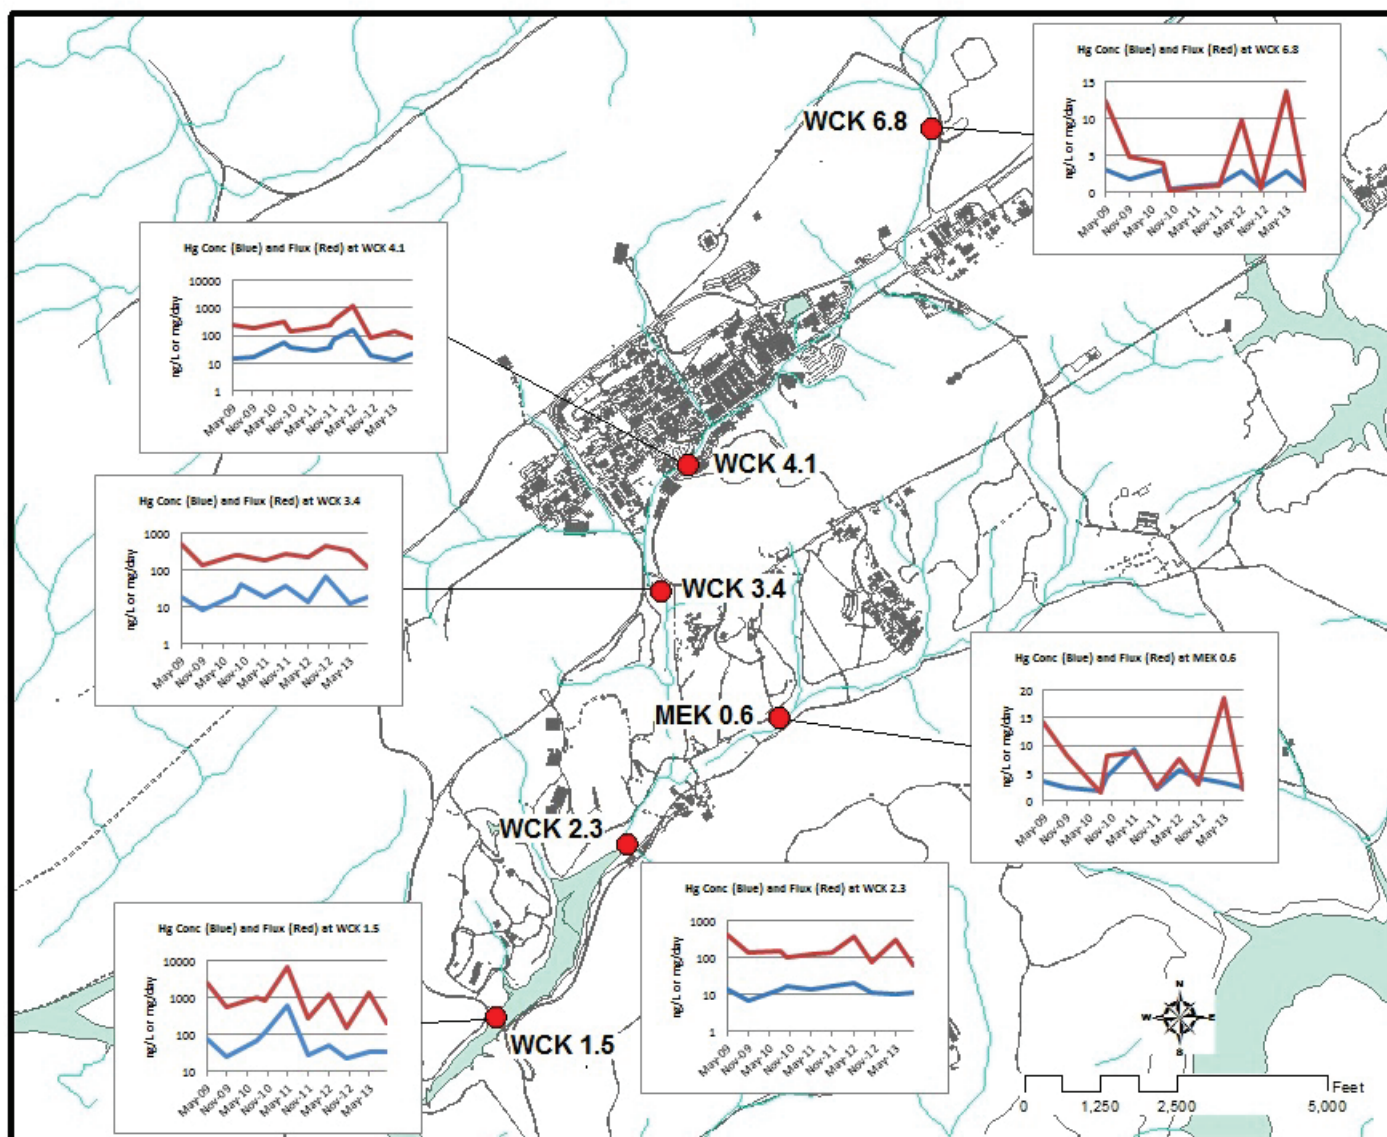 Hg Conc (Blue) and Flux (Red) at WCK 6.8
15
10
5
0
ng/L or mg/day
May-09
Nov-09
May-10
Nov-10
May-11
Nov-11
May-12
Nov-12
May-13
WCK 6.8
Hg Conc (Blue) and Flux (Red) at WCK 4.1
10000
1000
100
10
1
ng/L or mg/day
May-09
Nov-09
May-10
Nov-10
May-11
Nov-11
May-12
Nov-12
May-13
WCK 4.1
Hg Conc (Blue) and Flux (Red) at WCK 3.4
1000
100
10
1
ng/L or mg/day
May-09
Nov-09
May-10
Nov-10
May-11
Nov-11
May-12
Nov-12
May-13
WCK 3.4
Hg Conc (Blue) and Flux (Red) at MEK 0.6
20
15
10
5
0
ng/L or mg/day
May-09
Nov-09
May-10
Nov-10
May-11
Nov-11
May-12
Nov-12
May-13
MEK 0.6
WCK 2.3
Hg Conc (Blue) and Flux (Red) at WCK 2.3
1000
100
10
1
ng/L or mg/day
May-09
Nov-09
May-10
Nov-10
May-11
Nov-11
May-12
Nov-12
May-13
Hg Conc (Blue) and Flux (Red) at WCK 1.5
10000
1000
100
10
ng/L or mg/day
May-09
Nov-09
May-10
Nov-10
May-11
Nov-11
May-12
Nov-12
May-13
WCK 1.5
N
W
E
S
Feet
0
1,250
2,500
5,000